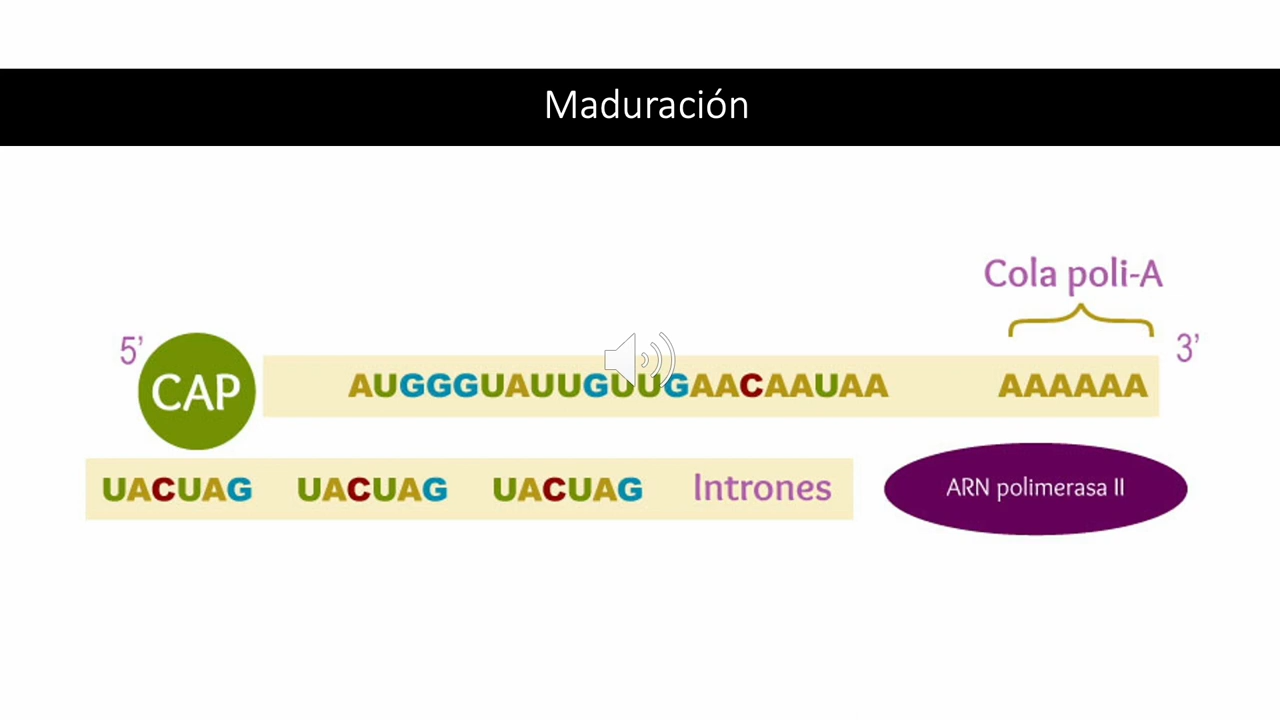 Maduración
Cola poli-A
5’
3’
CAP
AUGGGUAUUGUUGAACAAUAA AAAAAA
UACUAG UACUAG UACUAG Intrones
ARN polimerasa II